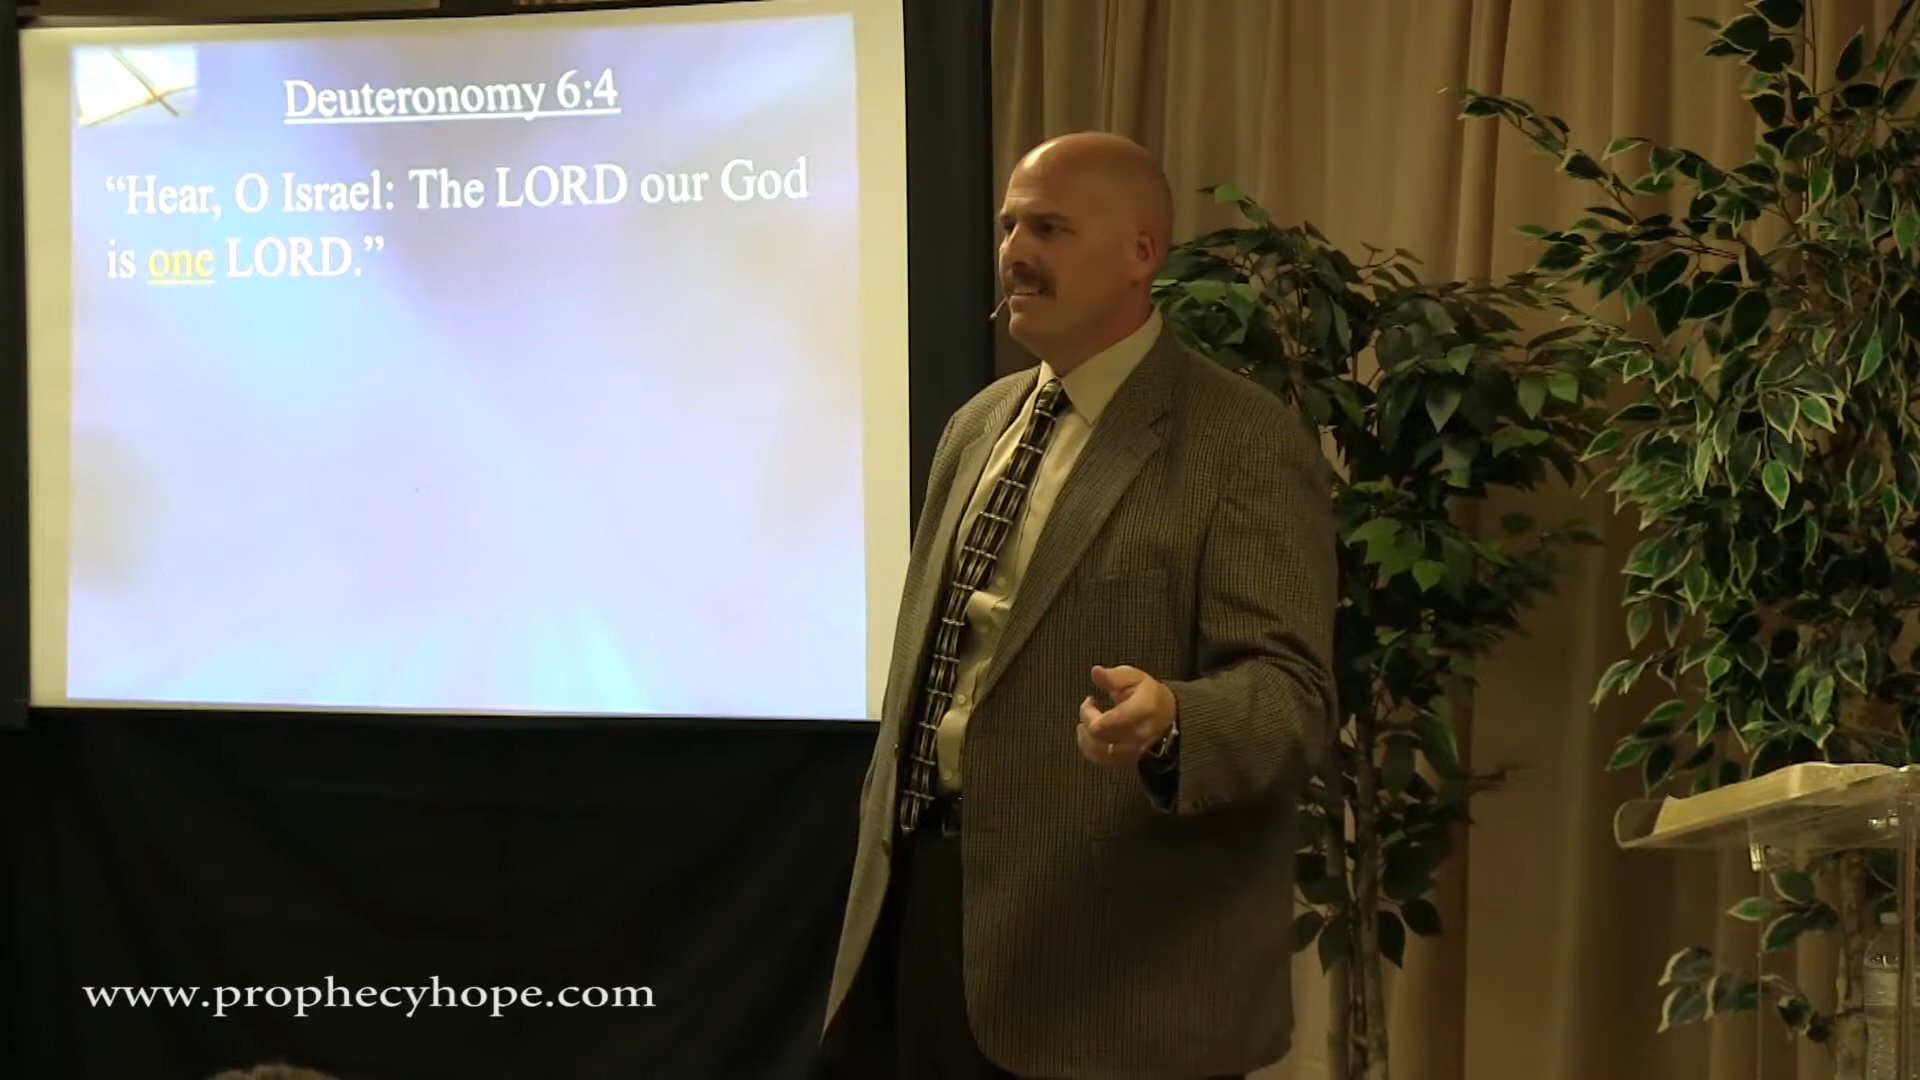 Deuteronomy 6:4
“Hear, O Israel: The LORD our God
is one LORD.”
www.prophecyhope.com